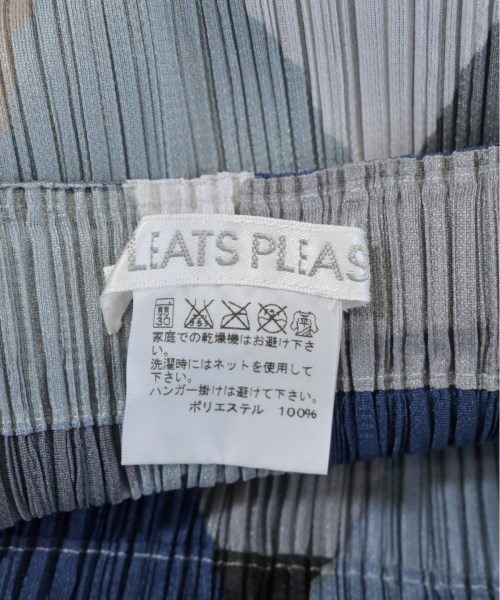 LEATS PLEAS
30
平
家庭での乾燥機はお避け下さ
い。
洗濯時にはネットを使用して
下さい。
ハンガー掛けは避けて下さい。
ポリエステル 100%